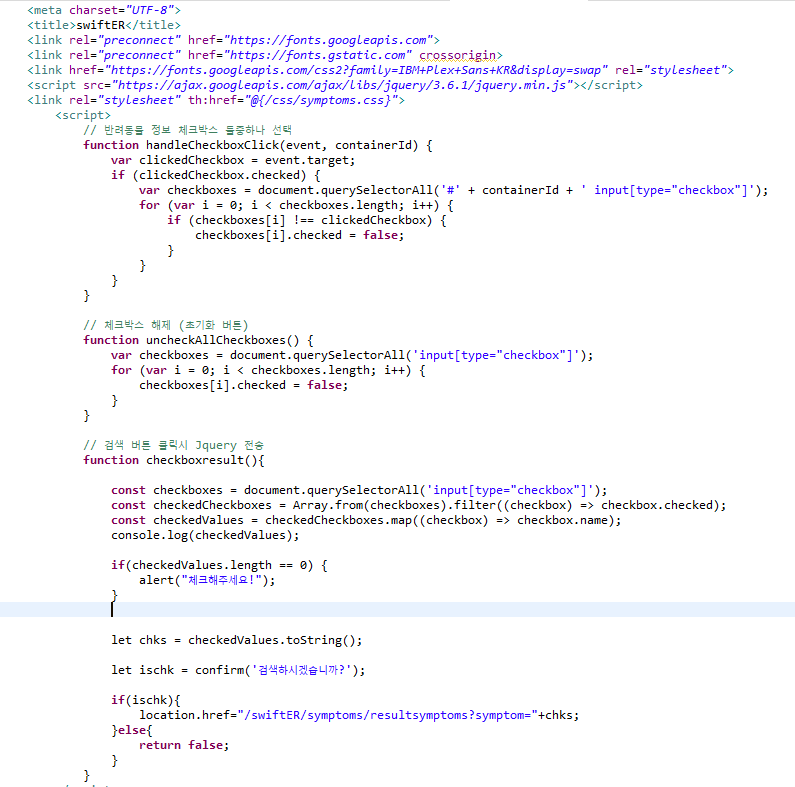 <meta charset="UTF-8">
<title>swiftER</title>
<link rel="preconnect" href="https://fonts.googleapis.com">
<link rel="preconnect" href="https://fonts.gstatic.com" crossorigin>
<link href="https://fonts.googleapis.com/css2?family=IBM+Plex+Sans+KR&display=swap" rel="stylesheet">
<script src="https://ajax.googleapis.com/ajax/libs/jquery/3.6.1/jquery.min.js"></script>
<link rel="stylesheet" th:href="@{/css/symptoms.css}">
<script>
// 반려동물 정보 체크박스 둘중하나 선택
function handleCheckboxClick(event, containerId) {
var clickedCheckbox = event.target;
if (clickedCheckbox.checked) {
var checkboxes = document.querySelectorAll('#' + containerId + ' input[type="checkbox"]');
for (var i = 0; i < checkboxes.length; i++) {
if (checkboxes[i] !== clickedCheckbox) {
checkboxes[i].checked = false;
}
}
}
}
// 체크박스 해제 (초기화 버튼)
function uncheckAllCheckboxes() {
var checkboxes = document.querySelectorAll('input[type="checkbox"]');
for (var i = 0; i < checkboxes.length; i++) {
checkboxes[i].checked = false;
}
}
// 검색 버튼 클릭시 Jquery 전송
function checkboxresult(){
const checkboxes = document.querySelectorAll('input[type="checkbox"]');
const checkedCheckboxes = Array.from(checkboxes).filter((checkbox) => checkbox.checked);
const checkedValues = checkedCheckboxes.map((checkbox) => checkbox.name);
console.log(checkedValues);
if(checkedValues.length == 0) {
alert("체크해주세요!");
}
let chks = checkedValues.toString();
let ischk = confirm('검색하시겠습니까?');
if(ischk){
location.href="/swiftER/symptoms/resultsymptoms?symptom="+chks;
}else{
return false;
}
}